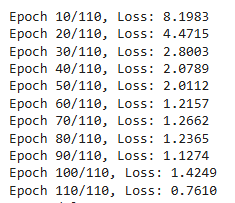 Epoch 10/110, Loss: 8.1983
Epoch 20/110, Loss: 4.4715
Epoch 30/110, Loss: 2.8003
Epoch 40/110, Loss: 2.0789
Epoch 50/110, Loss: 2.0112
Epoch 60/110, Loss: 1.2157
Epoch 70/110, Loss: 1.2662
Epoch 80/110, Loss: 1.2365
Epoch 90/110, Loss: 1.1274
Epoch 100/110, Loss: 1.4249
Epoch 110/110, Loss: 0.7610